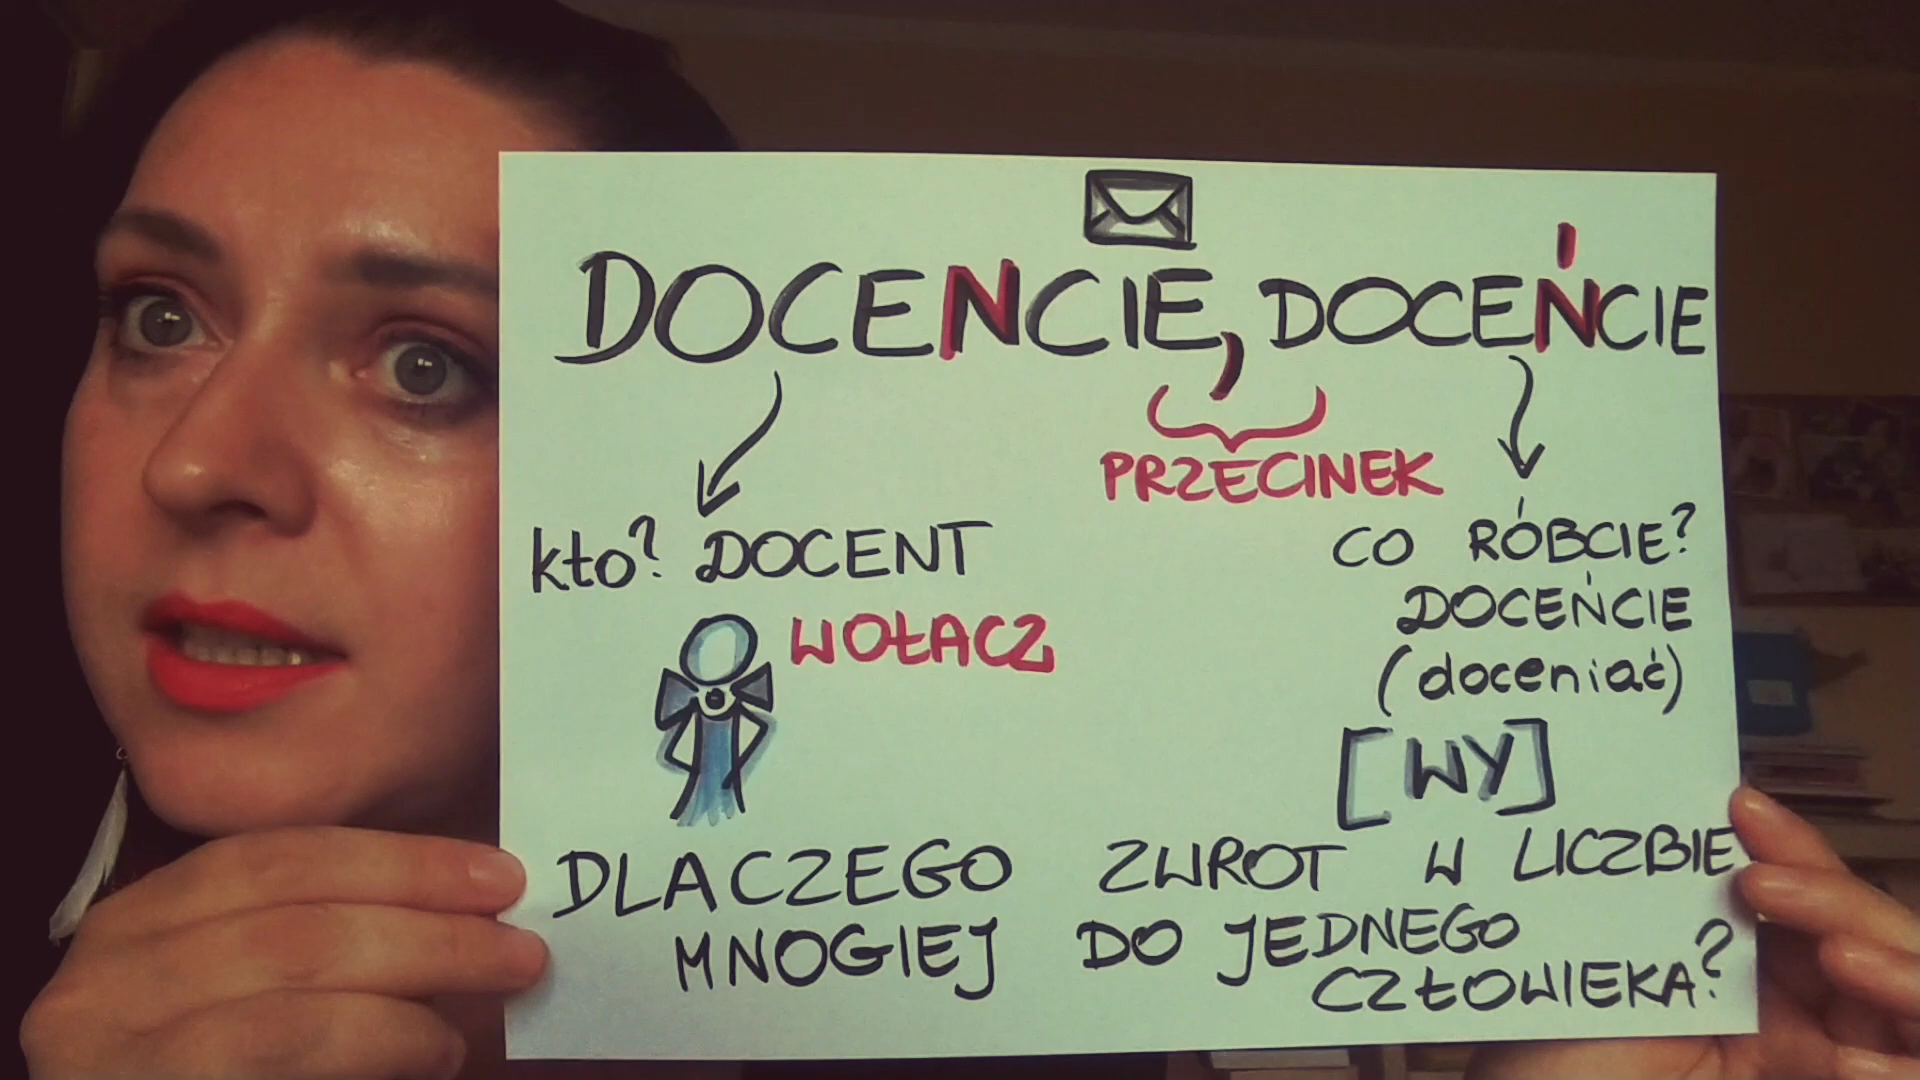 DOCENCIE, DOCEŃCIE
PRZECINEK
kto? DOCENT
WOŁACZ
CO RÓBCIE?
DOCEŃCIE
(doceniać)
[WY]
DLACZEGO ZWROT W LICZBIE
MNOGIEJ DO JEDNEGO
CZŁOWIEKA?